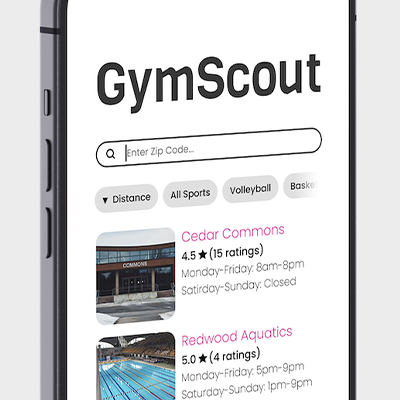 GymScout
Enter Zip Code...
▼ Distance
All Sports
Volleyball
Baske
COMMONS
Cedar Commons
4.5 ★ (15 ratings)
Monday-Friday: 8am-8pm
Satirday-Sunday: Closed
Redwood Aquatics
5.0 ★ (4 ratings)
Monday-Friday: 5pm-9pm
Saturday-Sunday: 1pm-9pm